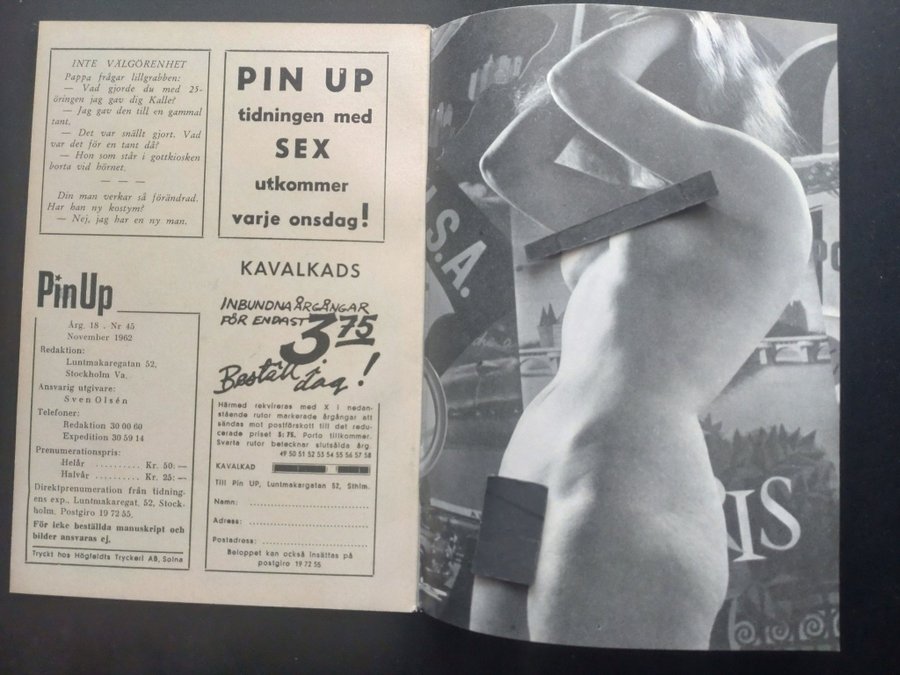 INTE VÄLGÖRENHET
Pappa frågar lillgrabben:
— Vad gjorde du med 25-
öringen jag gav dig Kalle?
— Jag gav den till en gammal
tant.
— Det var snällt gjort. Vad
var det för en tant då?
— Hon som står i gottkiosken
borta vid hörnet.
— — —
Din man verkar så förändrad.
Har han ny kostym?
— Nej, jag har en ny man.
PIN UP
tidningen med
SEX
utkommer
varje onsdag!
PinUp
Årg. 18 . Nr 45
November 1962
Redaktion:
Luntmakaregatan 52,
Stockholm Va.
Ansvarig utgivare:
Sven Olsén
Telefoner:
Redaktion 30 00 60
Expedition 30 59 14
Prenumerationspris:
Helår .......... Kr. 50: —
Halvår .......... Kr. 25: —
Direktprenumeration från tidning-
ens exp., Luntmakaregat. 52, Stock-
holm. Postgiro 19 72 55.
För icke beställda manuskript och
bilder ansvaras ej.
Tryckt hos Högfeldts Tryckeri AB, Solna
KAVALKADS
INBUNDNA ÅRGÅNGAR
FÖR ENDAST 3 75
Beställ i dag!
Härmed rekvireras med X i nedan-
stående rutor markerade årgångar att
sändas mot postförskott till det redu-
cerade priset 3:75. Porto tillkommer.
Svarta rutor betecknar slutsålda årg.
49 50 51 52 53 54 55 56 57 58
KAVALKAD
Till Pin UP, Luntmakargatan 52, Sthlm.
Namn:
Adress:
Postadress:
Beloppet kan också insättas på
postgiro 19 72 55
S.A.
IS